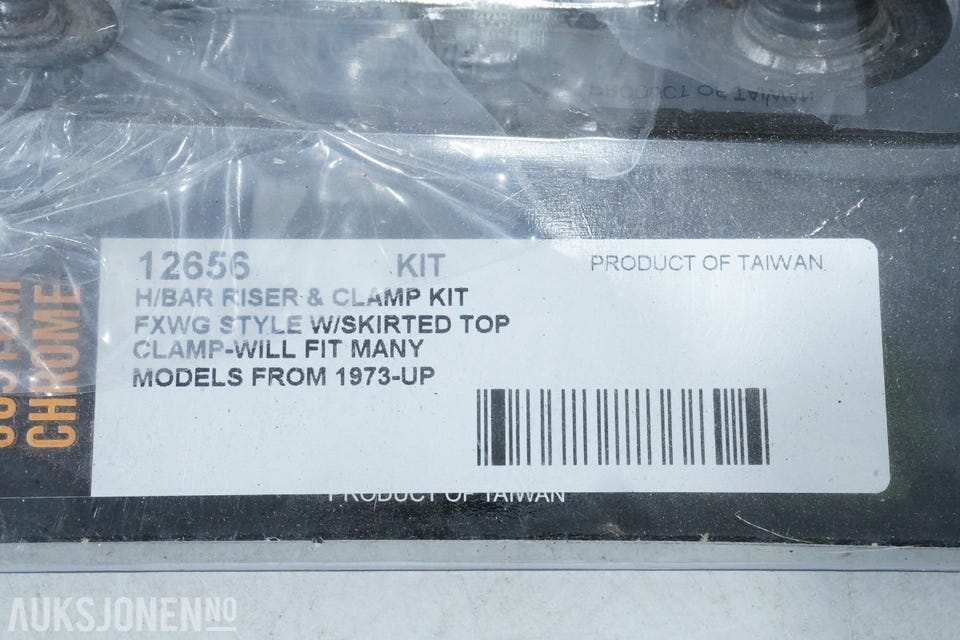 PRODUCT OF TAIWAN
12656 KIT PRODUCT OF TAIWAN
H/BAR RISER & CLAMP KIT
FXWG STYLE W/SKIRTED TOP
CLAMP-WILL FIT MANY
MODELS FROM 1973-UP
CHROME
PRODUCT OF TAIWAN
AUKSJONEN.NO